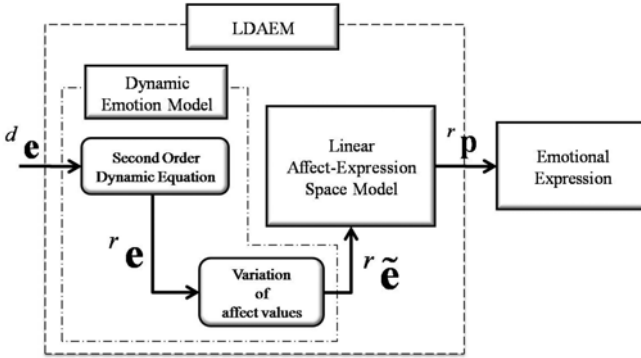 LDAEM
Dynamic
Emotion Model
d e
Second Order
Dynamic Equation
Linear
Affect-Expression
Space Model
r p
Emotional
Expression
r e
Variation
of
affect values
r ẽ